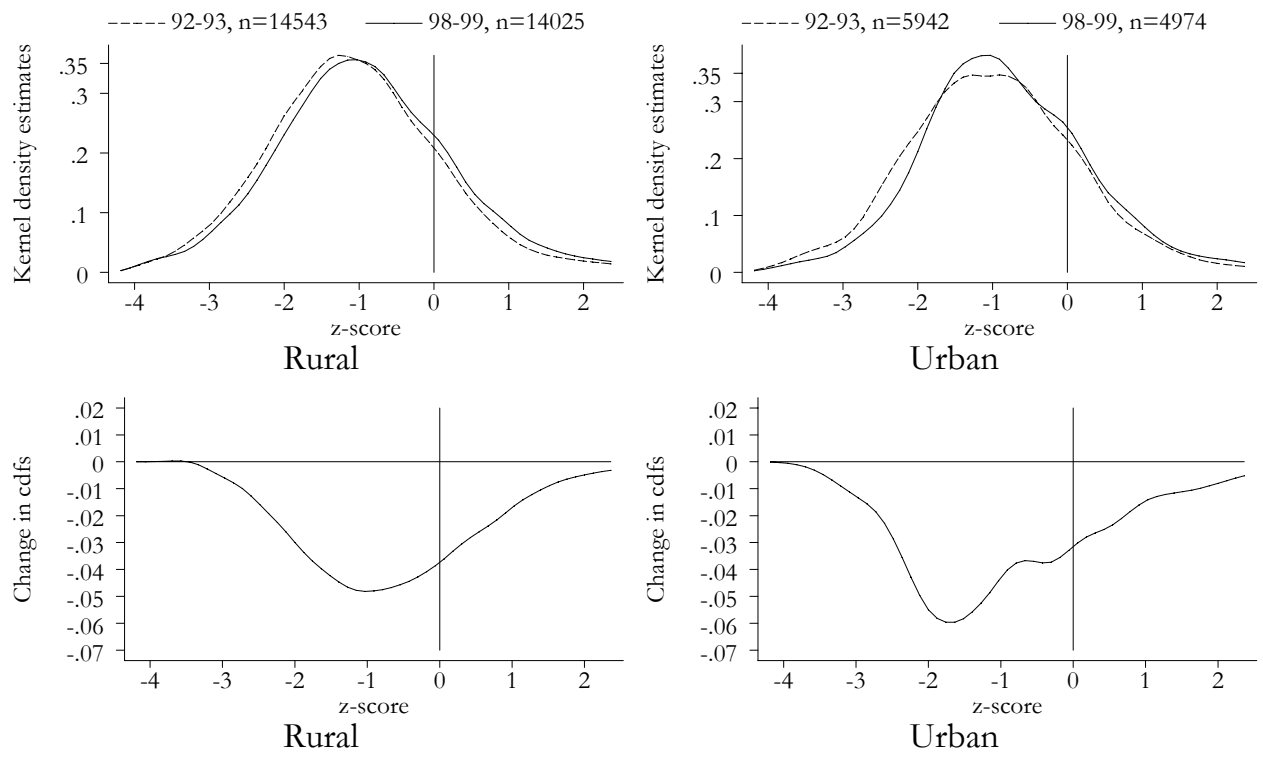 92-93, n=14543 98-99, n=14025
Kernel density estimates
.35
.3
.2
.1
0
-4 -3 -2 -1 0 1 2
z-score
Rural
92-93, n=5942 98-99, n=4974
Kernel density estimates
.35
.3
.2
.1
0
-4 -3 -2 -1 0 1 2
z-score
Urban
Change in cdfs
.02
.01
0
-.01
-.02
-.03
-.04
-.05
-.06
-.07
-4 -3 -2 -1 0 1 2
z-score
Rural
Change in cdfs
.02
.01
0
-.01
-.02
-.03
-.04
-.05
-.06
-.07
-4 -3 -2 -1 0 1 2
z-score
Urban